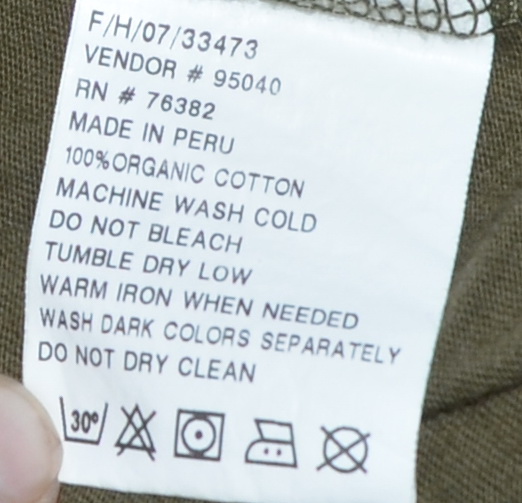 F/H/07/33473
VENDOR # 95040
RN # 76382
MADE IN PERU
100%ORGANIC COTTON
MACHINE WASH COLD
DO NOT BLEACH
TUMBLE DRY LOW
WARM IRON WHEN NEEDED
WASH DARK COLORS SEPARATELY
DO NOT DRY CLEAN
30°